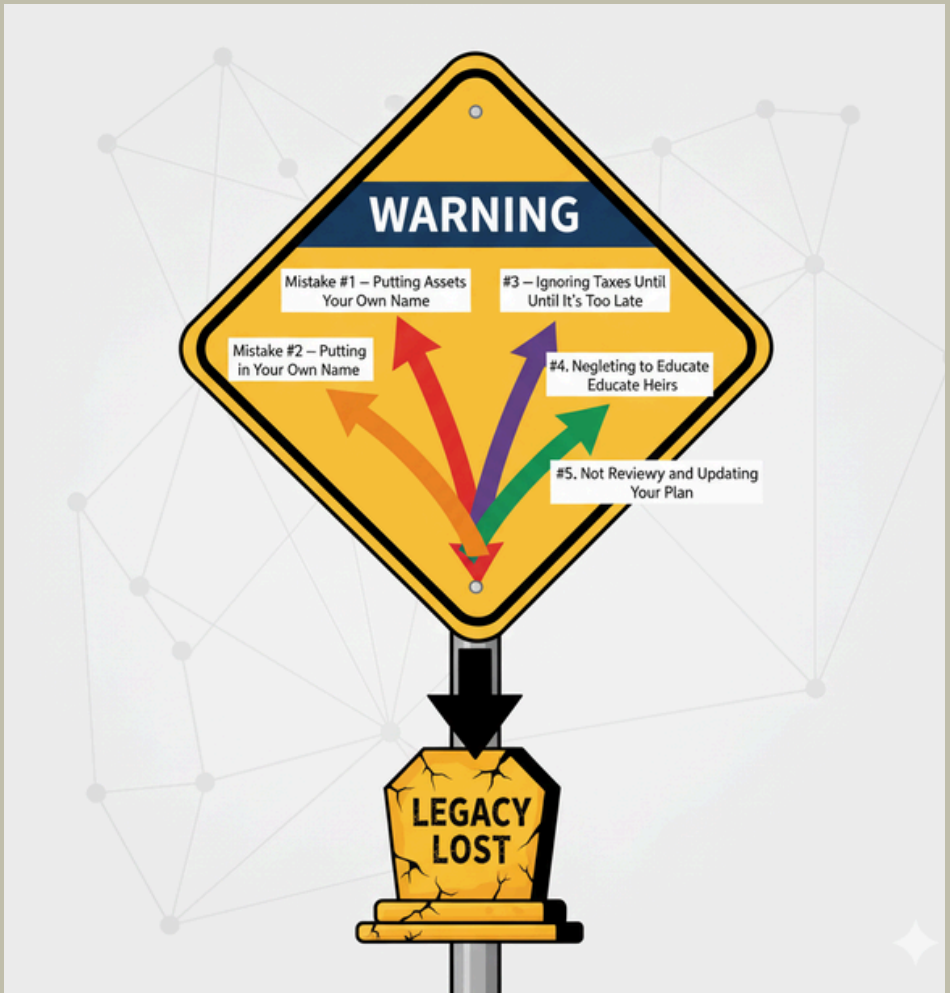 WARNING
Mistake #1 – Putting Assets
Your Own Name
#3 – Ignoring Taxes Until
Until It's Too Late
Mistake #2 – Putting
in Your Own Name
#4. Negleting to Educate
Educate Heirs
#5. Not Reviewy and Updating
Your Plan
LEGACY
LOST